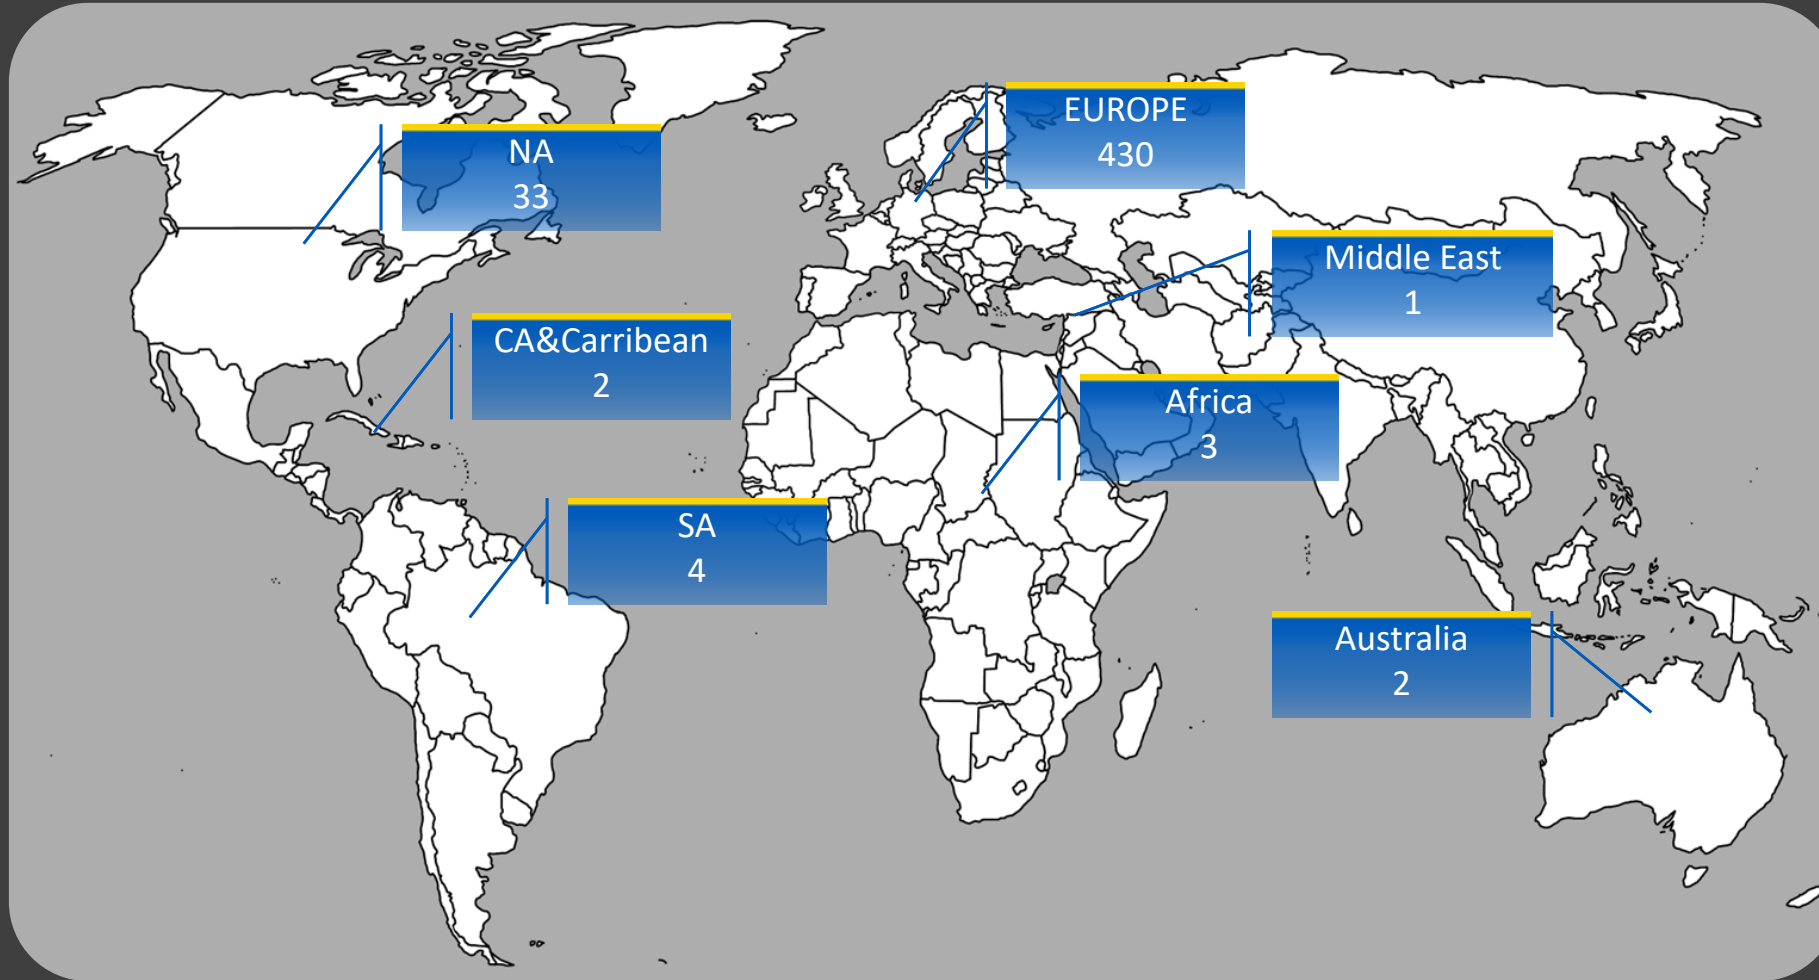 EUROPE
430
NA
33
Middle East
1
CA&Carribean
2
Africa
3
SA
4
Australia
2